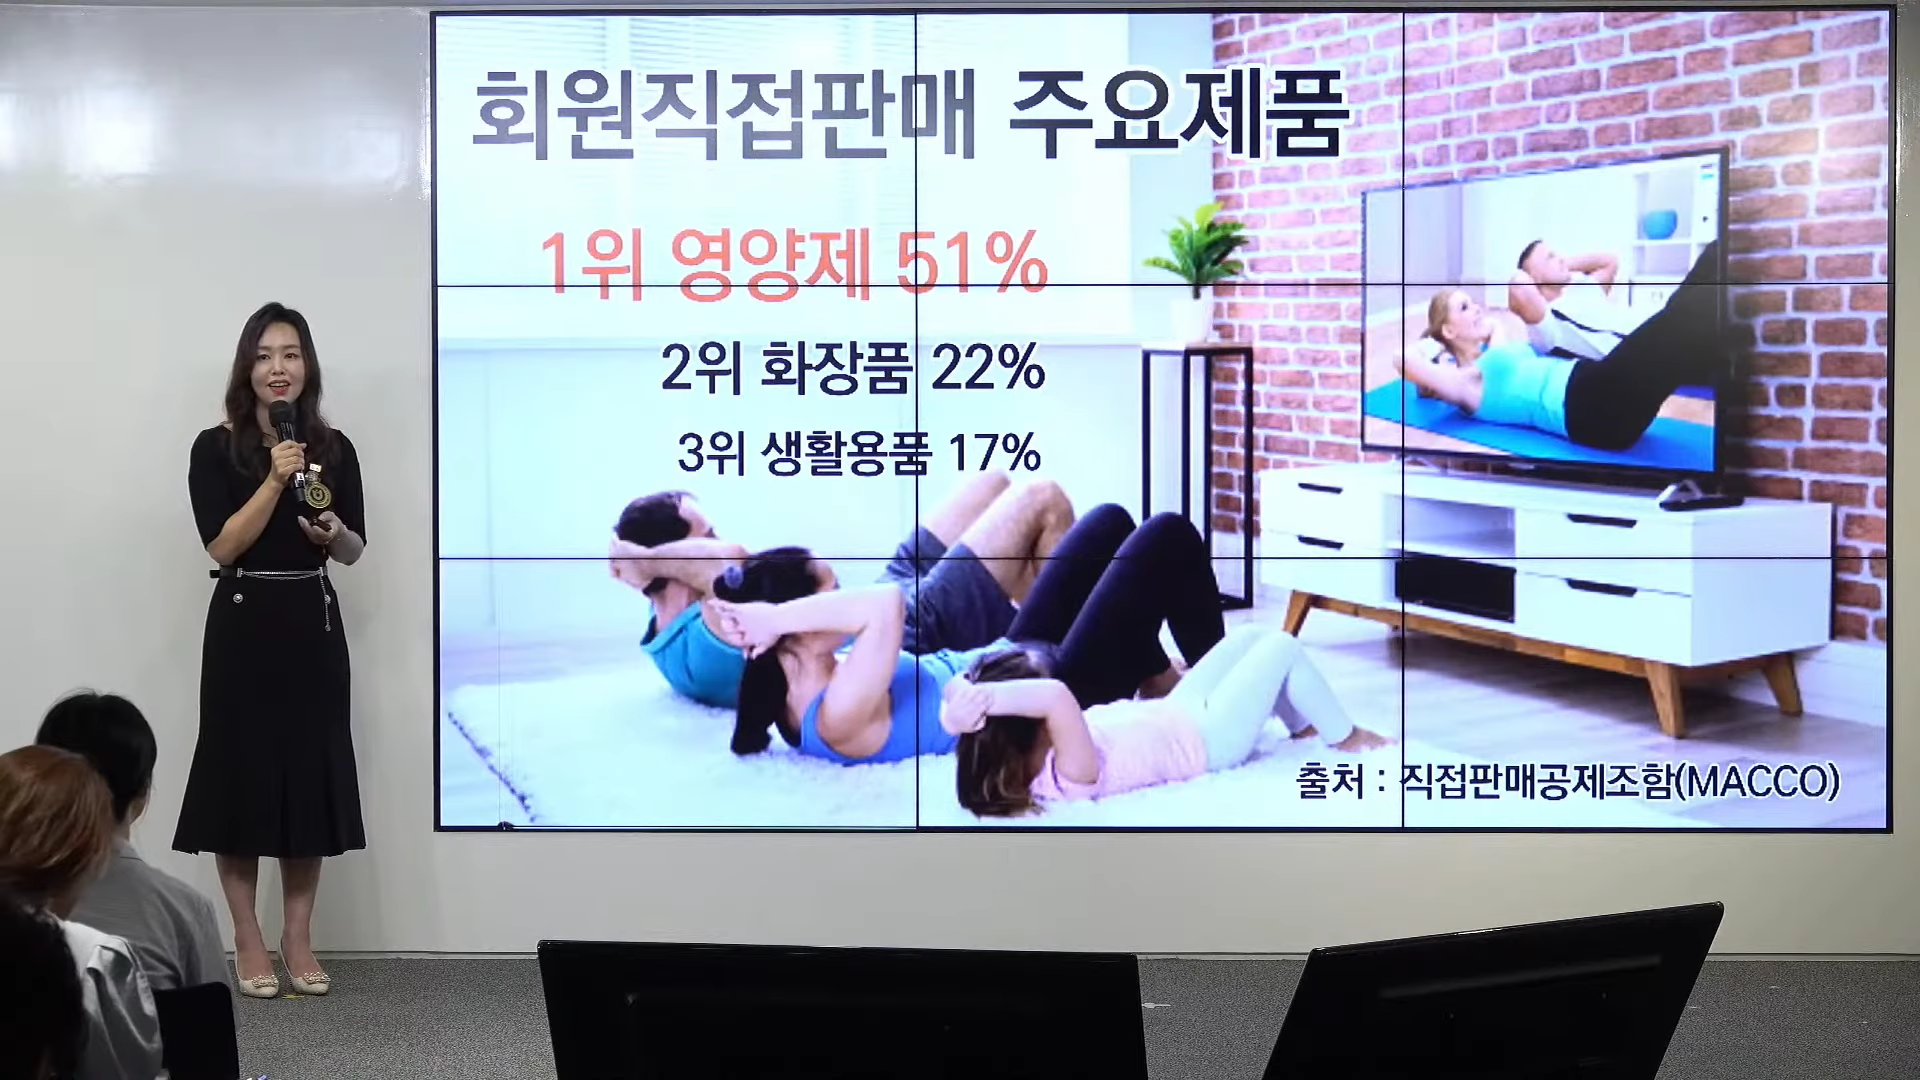 회원직접판매 주요제품
1위 영양제 51%
2위 화장품 22%
3위 생활용품 17%
출처 : 직접판매공제조합(MACCO)